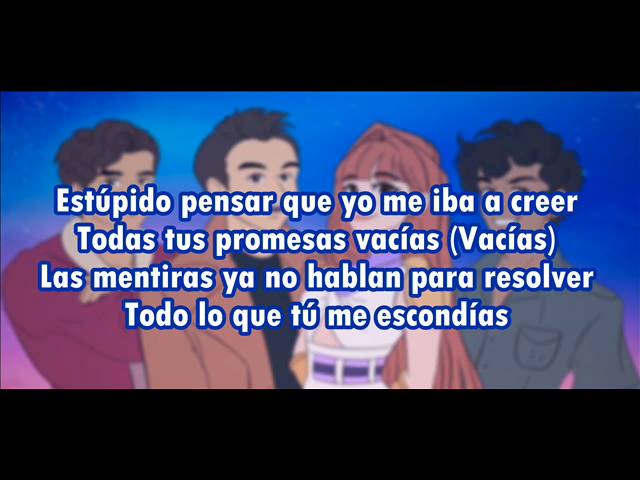 Estúpido pensar que yo me iba a creer
Todas tus promesas vacías (Vacías)
Las mentiras ya no hablan para resolver
Todo lo que tú me escondías